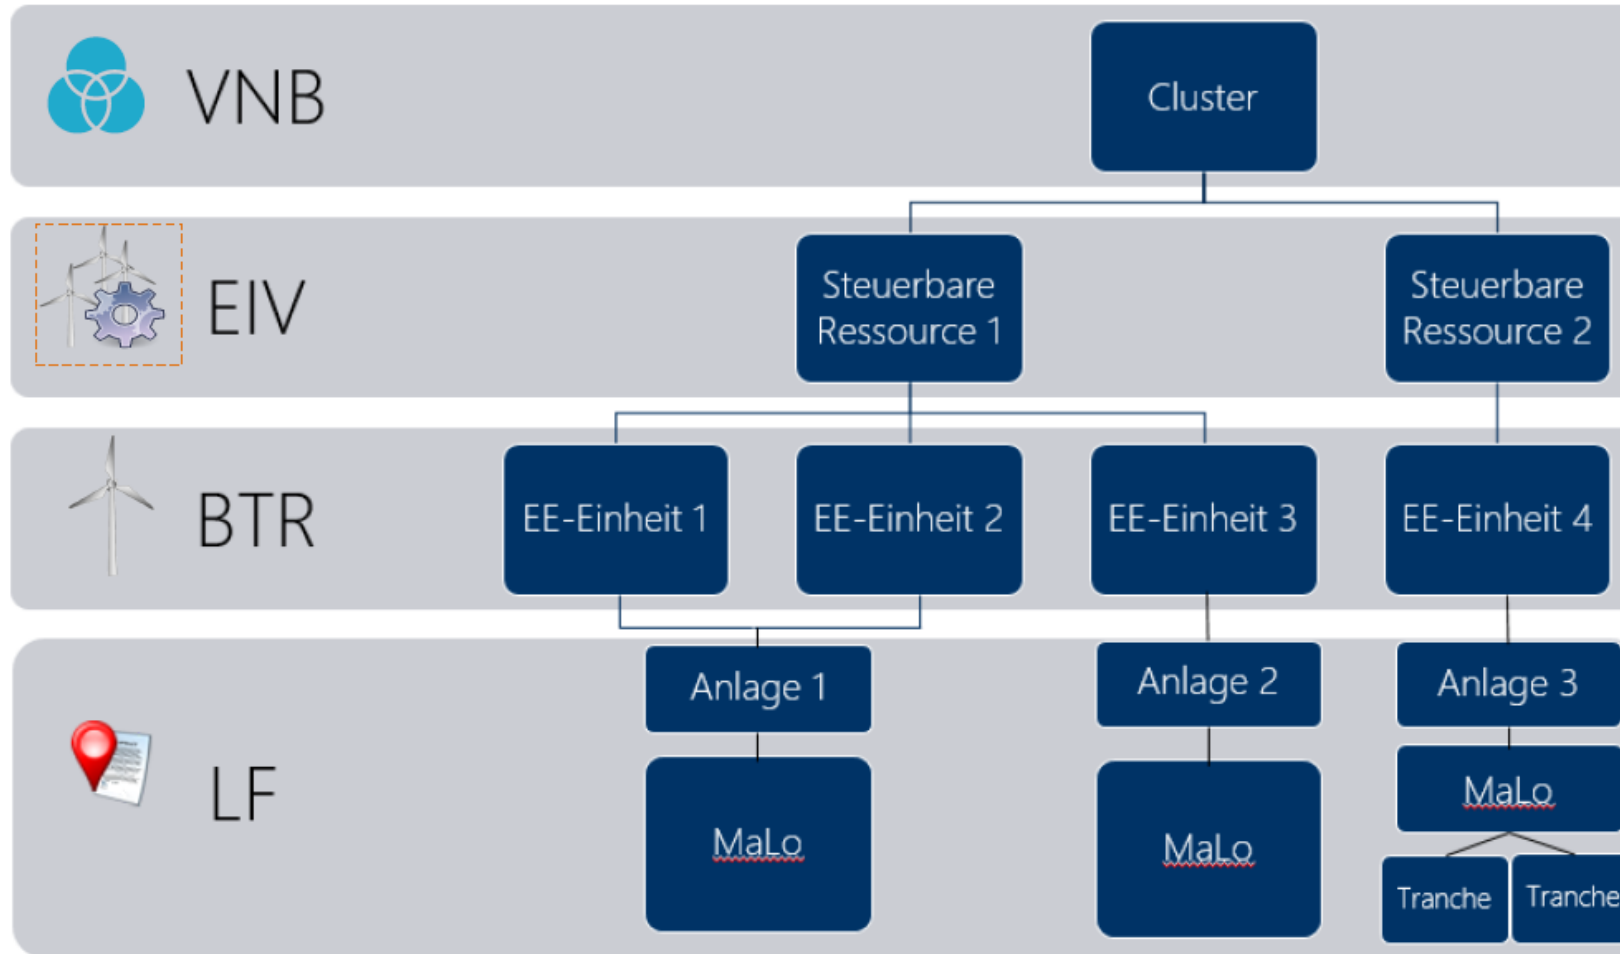 VNB
Cluster
EIV
Steuerbare
Ressource 1
Steuerbare
Ressource 2
BTR
EE-Einheit 1
EE-Einheit 2
EE-Einheit 3
EE-Einheit 4
LF
Anlage 1
Anlage 2
Anlage 3
MaLo
MaLo
MaLo
Tranche
Tranche